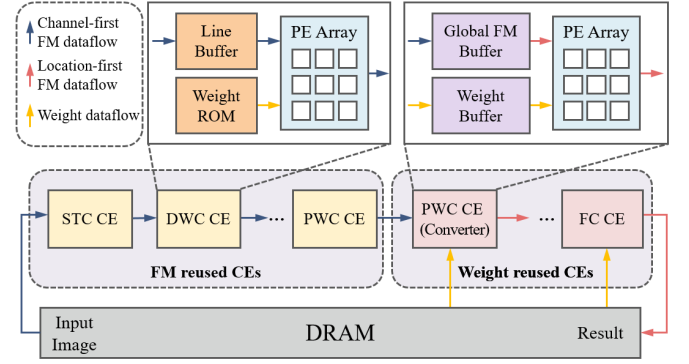 Channel-first
FM dataflow
Location-first
FM dataflow
Weight dataflow
Line
Buffer
Weight
ROM
PE Array
Global FM
Buffer
Weight
Buffer
PE Array
STC CE
DWC CE
...
PWC CE
FM reused CEs
PWC CE
(Converter)
...
FC CE
Weight reused CEs
Input
Image
DRAM
Result